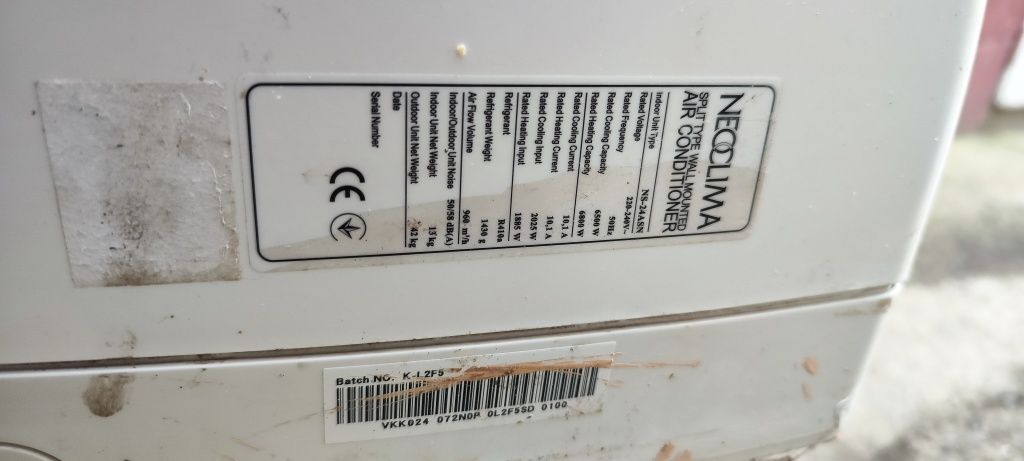 NEOCLIMA
SPLIT TYPE WALL MOUNTED
AIR CONDITIONER
Indoor Unit Type NS-24ASN
Rated Voltage 220-240V~
Rated Frequency 50Hz
Rated Cooling Capacity 6500 W
Rated Heating Capacity 6800 W
Rated Cooling Current 10,1 A
Rated Heating Current 10,1 A
Rated Cooling Input 2025 W
Rated Heating Input 1885 W
Refrigerant R410a
Refrigerant Weight 1430 g
Air Flow Volume 960 m³/h
Indoor/Outdoor Unit Noise 50/58 dB(A)
Indoor Unit Net Weight 13 kg
Outdoor Unit Net Weight 42 kg
Date
Serial Number
CE
Batch NO. K-L2F5
VKK024 072N0P 0L2F5SD 0100